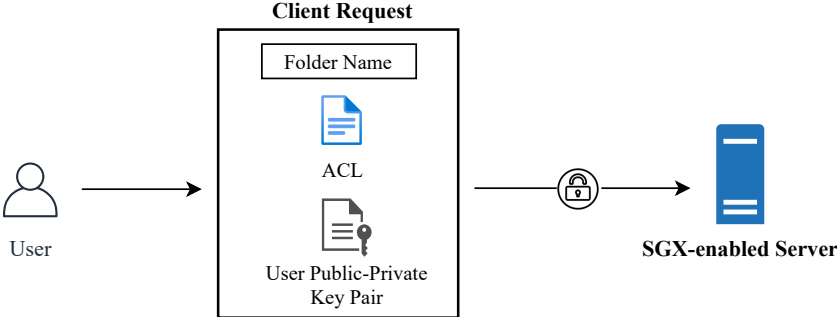 Client Request
Folder Name
ACL
User Public-Private
Key Pair
User
SGX-enabled Server